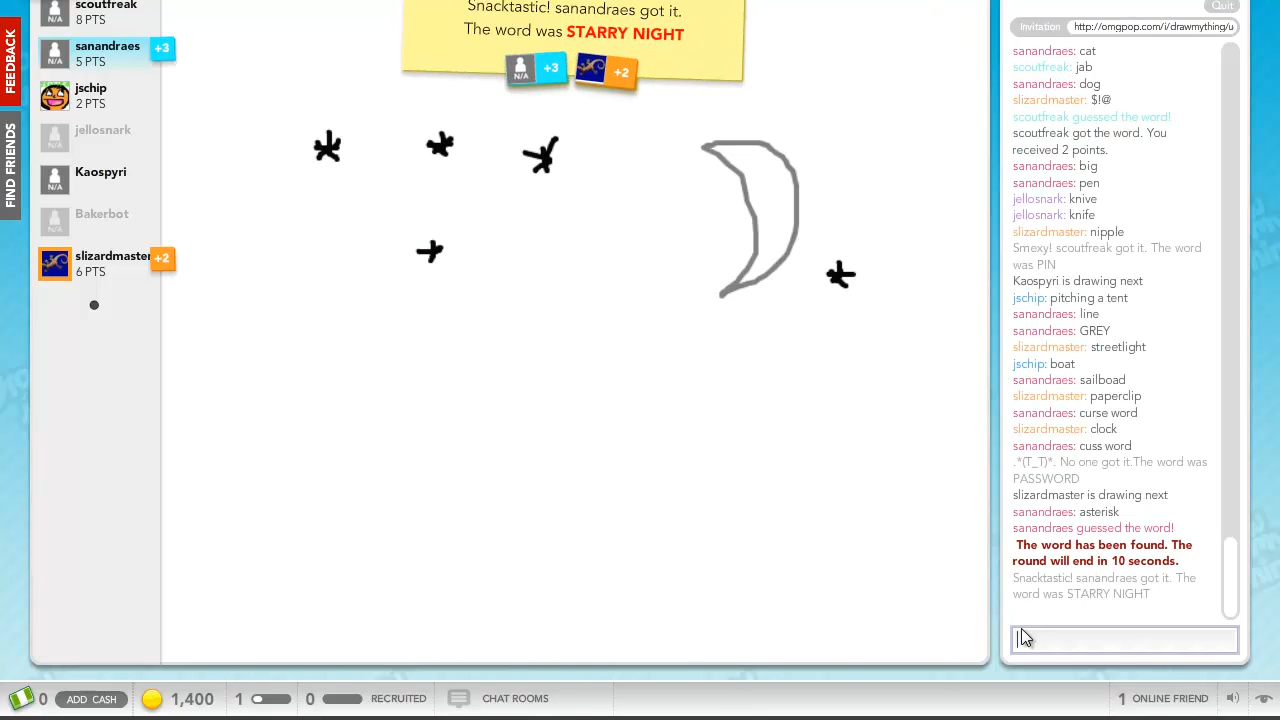 FEEDBACK
FIND FRIENDS
scoutfreak
N/A
8 PTS
sanandraes
+3
N/A
5 PTS
jschip
2 PTS
jellosnark
N/A
Kaospyri
N/A
Bakerbot
N/A
slizardmaster
+2
6 PTS
Snacktastic! sanandraes got it.
The word was STARRY NIGHT
N/A +3 +2
Quit
Invitation http://omgpop.com/i/drawmything/u
sanandraes: cat
scoutfreak: jab
sanandraes: dog
slizardmaster: $!@
scoutfreak guessed the word!
scoutfreak got the word. You
received 2 points.
sanandraes: big
sanandraes: pen
jellosnark: knive
jellosnark: knife
slizardmaster: nipple
Smexy! scoutfreak got it. The word
was PIN
Kaospyri is drawing next
jschip: pitching a tent
sanandraes: line
sanandraes: GREY
slizardmaster: streetlight
jschip: boat
sanandraes: sailboad
slizardmaster: paperclip
sanandraes: curse word
slizardmaster: clock
sanandraes: cuss word
.*(T_T)*. No one got it.The word was
PASSWORD
slizardmaster is drawing next
sanandraes: asterisk
sanandraes guessed the word!
The word has been found. The
round will end in 10 seconds.
Snacktastic! sanandraes got it. The
word was STARRY NIGHT
0 ADD CASH 1,400 1 0 RECRUITED CHAT ROOMS 1 ONLINE FRIEND